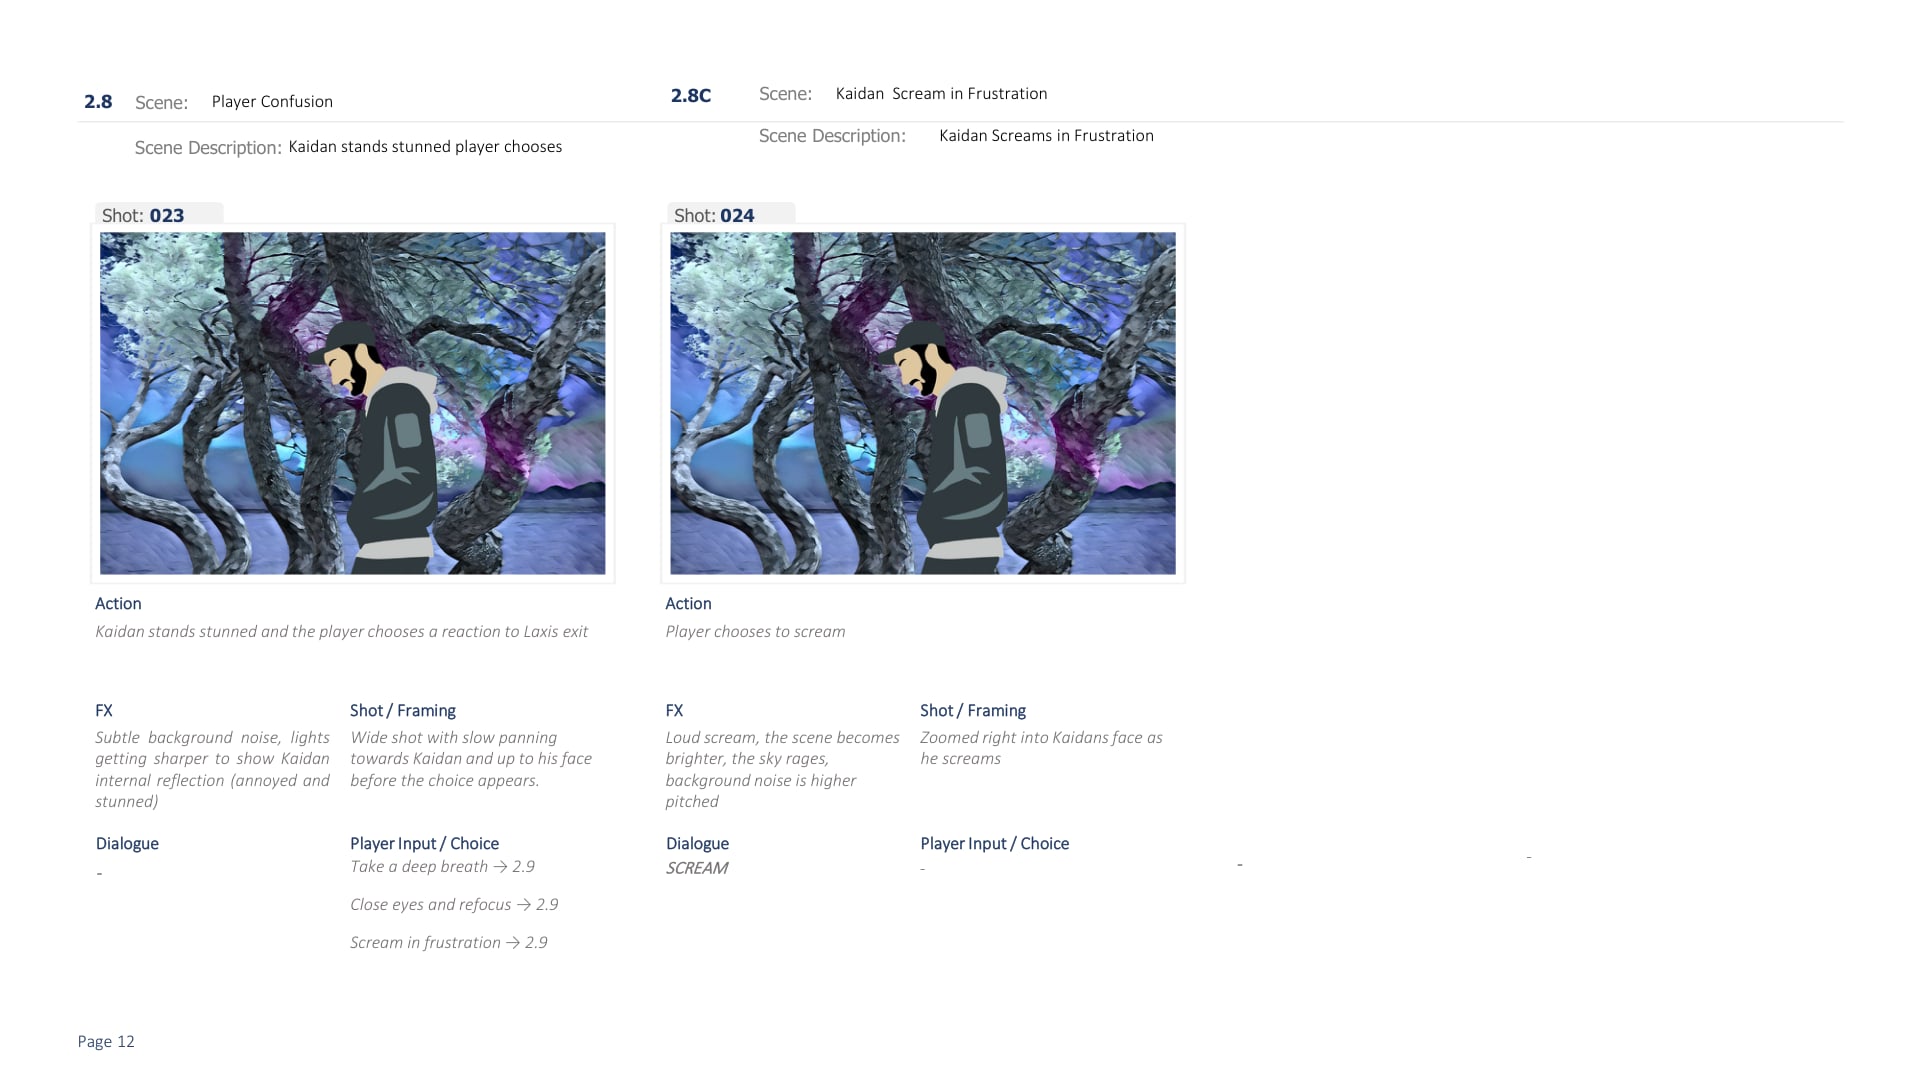 2.8 Scene: Player Confusion
Scene Description: Kaidan stands stunned player chooses
2.8C Scene: Kaidan  Scream in Frustration
Scene Description: Kaidan Screams in Frustration
Shot: 023
Action
Kaidan stands stunned and the player chooses a reaction to Laxis exit
FX
Subtle background noise, lights
getting sharper to show Kaidan
internal reflection (annoyed and
stunned)
Shot / Framing
Wide shot with slow panning
towards Kaidan and up to his face
before the choice appears.
Dialogue
-
Player Input / Choice
Take a deep breath → 2.9
Close eyes and refocus → 2.9
Scream in frustration → 2.9
Shot: 024
Action
Player chooses to scream
FX
Loud scream, the scene becomes
brighter, the sky rages,
background noise is higher
pitched
Shot / Framing
Zoomed right into Kaidans face as
he screams
Dialogue
SCREAM
Player Input / Choice
-
-
-
Page 12